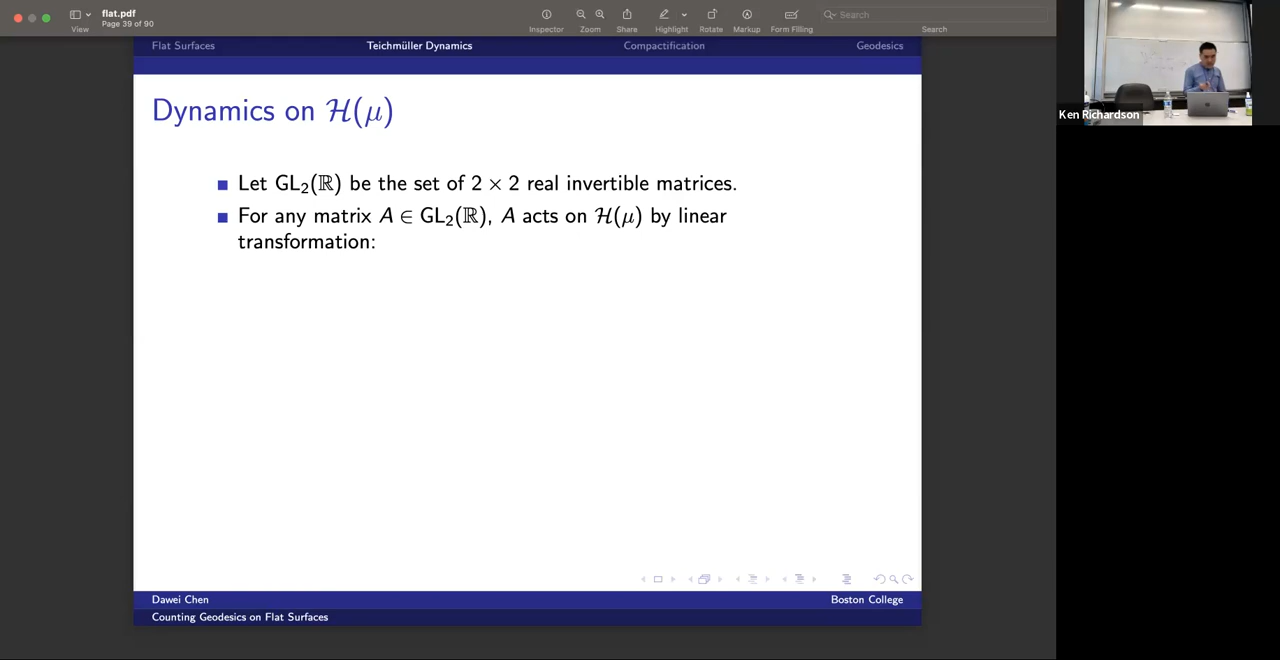 flat.pdf
Page 39 of 90
View
Inspector
Zoom
Share
Highlight
Rotate
Markup
Form Filling
Search
Search
Flat Surfaces
Teichmüller Dynamics
Compactification
Geodesics
Dynamics on ℋ(μ)
Let GL₂(ℝ) be the set of 2 × 2 real invertible matrices.
For any matrix A ∈ GL₂(ℝ), A acts on ℋ(μ) by linear
transformation:
Dawei Chen
Boston College
Counting Geodesics on Flat Surfaces
Ken Richardson